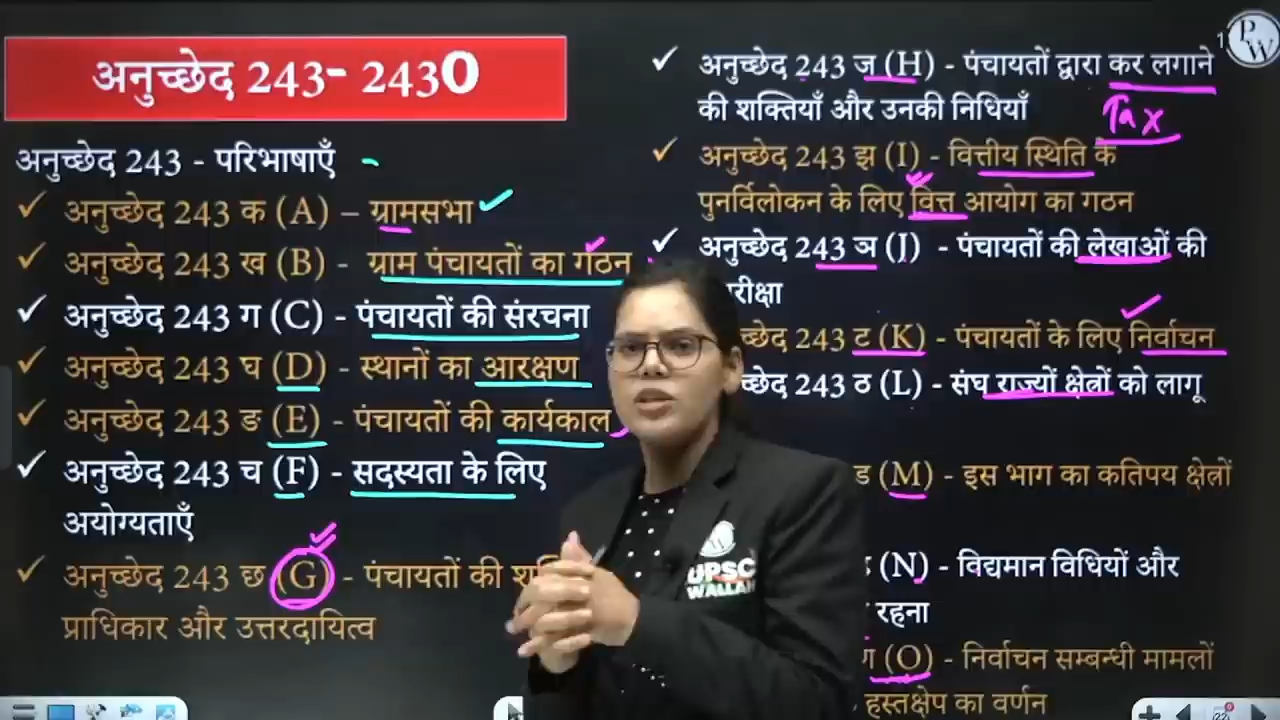 अनुच्छेद 243- 243O
अनुच्छेद 243 - परिभाषाएँ
अनुच्छेद 243 क (A) – ग्रामसभा
अनुच्छेद 243 ख (B) - ग्राम पंचायतों का गठन
अनुच्छेद 243 ग (C) - पंचायतों की संरचना
अनुच्छेद 243 घ (D) - स्थानों का आरक्षण
अनुच्छेद 243 ङ (E) - पंचायतों की कार्यकाल
अनुच्छेद 243 च (F) - सदस्यता के लिए
अयोग्यताएँ
अनुच्छेद 243 छ (G) - पंचायतों की
प्राधिकार और उत्तरदायित्व
अनुच्छेद 243 ज (H) - पंचायतों द्वारा कर लगाने
की शक्तियाँ और उनकी निधियाँ
Tax
अनुच्छेद 243 झ (I) - वित्तीय स्थिति के
पुनर्विलोकन के लिए वित्त आयोग का गठन
अनुच्छेद 243 ञ (J) - पंचायतों की लेखाओं की
243 ट (K) - पंचायतों के लिए निर्वाचन
243 ठ (L) - संघ राज्यों क्षेत्रों को लागू
ड (M) - इस भाग का कतिपय क्षेत्रों
(N) - विद्यमान विधियों और
रहना
(O) - निर्वाचन सम्बन्धी मामलों
हस्तक्षेप का वर्णन
PW
UPSC
WALLAH